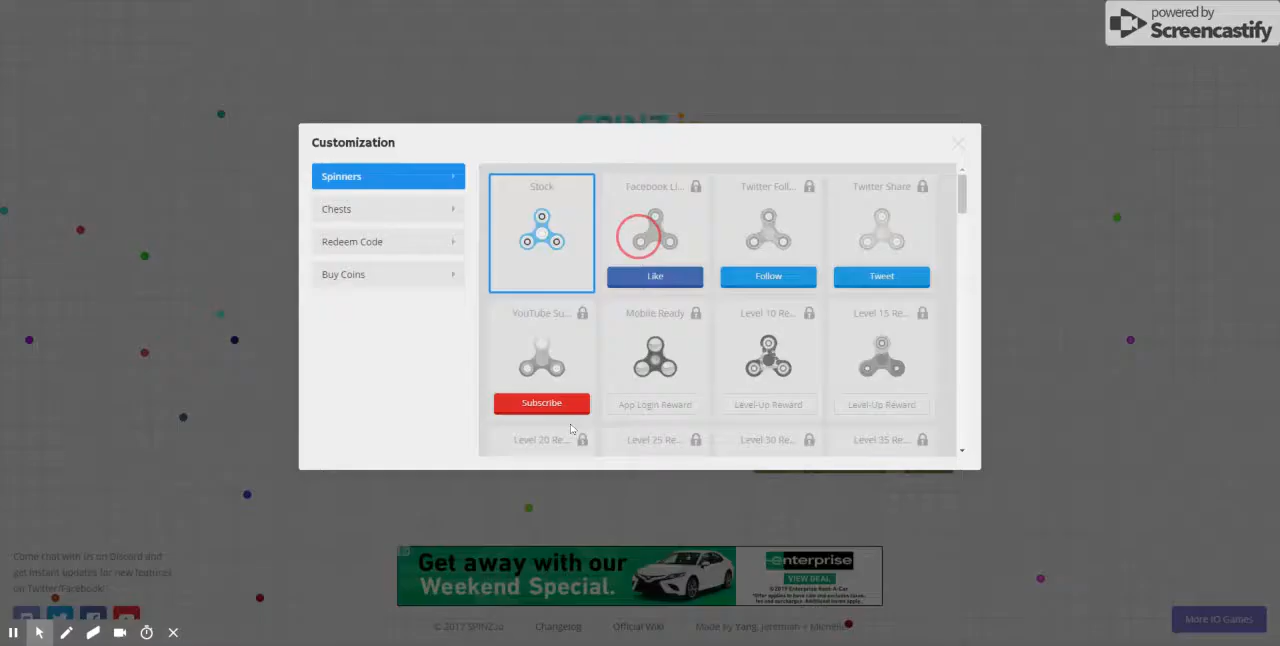 powered by
Screencastify
SPINZ.io
Customization
Spinners
Chests
Redeem Code
Buy Coins
Stock
Facebook Li...
Twitter Foll...
Twitter Share
Like
Follow
Tweet
YouTube Su...
Mobile Ready
Level 10 Re...
Level 15 Re...
Subscribe
App Login Reward
Level-Up Reward
Level-Up Reward
Level 20 Re...
Level 25 Re...
Level 30 Re...
Level 35 Re...
Come chat with us on Discord and
get instant updates for new features
on Twitter/Facebook!
Get away with our
Weekend Special.
enterprise
VIEW DEAL
© 2017 SPINZ.io
Changelog
Official Wiki
Made by Yang, Jeremiah + Michelle
More IO Games